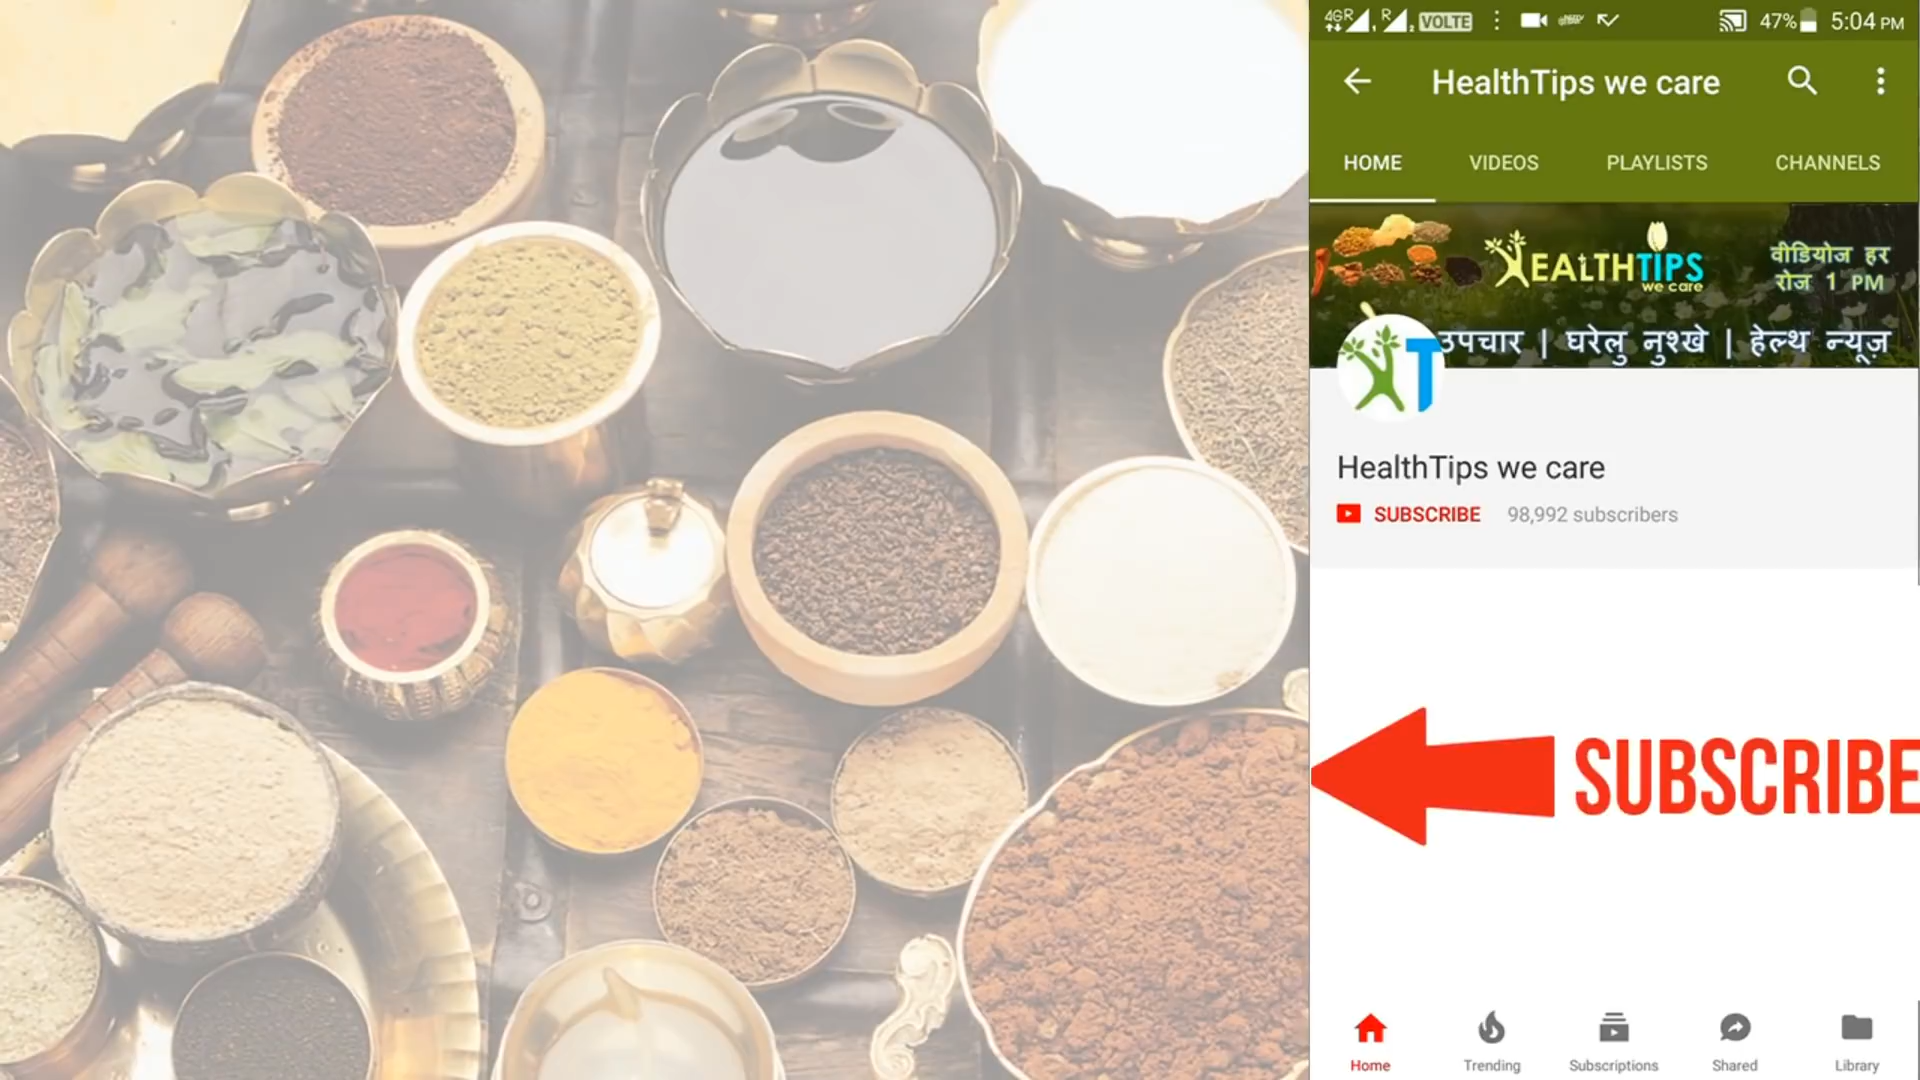 4G R R VOLTE 47% 5:04 PM
HealthTips we care
HOME VIDEOS PLAYLISTS CHANNELS
HEALTHTIPS
we care
वीडियोज हर
रोज 1 PM
उपचार | घरेलु नुश्खे | हेल्थ न्यूज़
T
HealthTips we care
SUBSCRIBE 98,992 subscribers
SUBSCRIBE
Home Trending Subscriptions Shared Library